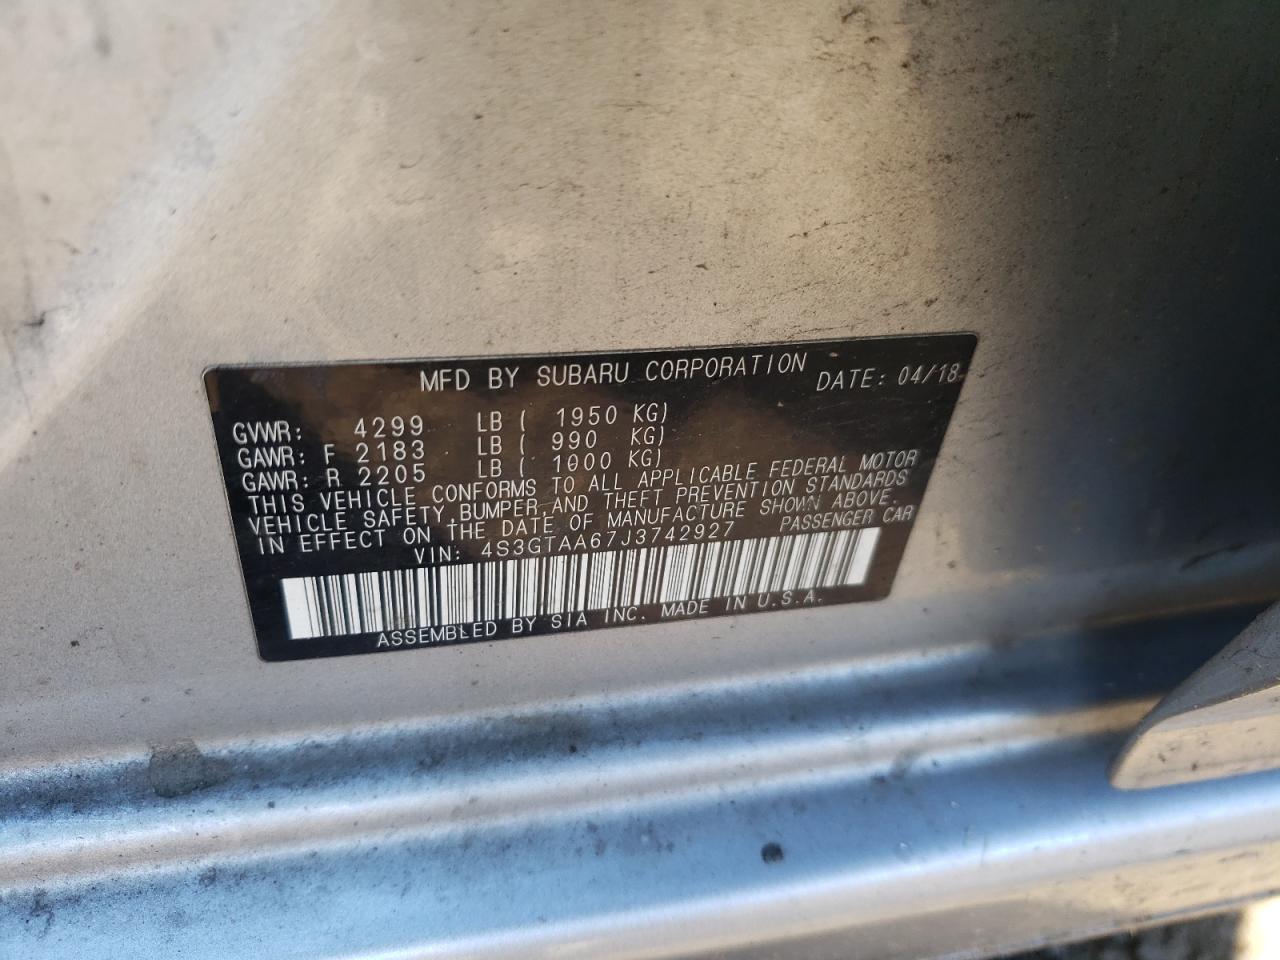 MFD BY SUBARU CORPORATION DATE: 04/18
GVWR: 4299 LB ( 1950 KG)
GAWR: F 2183 LB ( 990 KG)
GAWR: R 2205 LB ( 1000 KG)
THIS VEHICLE CONFORMS TO ALL APPLICABLE FEDERAL MOTOR
VEHICLE SAFETY, BUMPER, AND THEFT PREVENTION STANDARDS
IN EFFECT ON THE DATE OF MANUFACTURE SHOWN ABOVE.
VIN: 4S3GTAA67J3742927 PASSENGER CAR
ASSEMBLED BY SIA INC. MADE IN U.S.A.